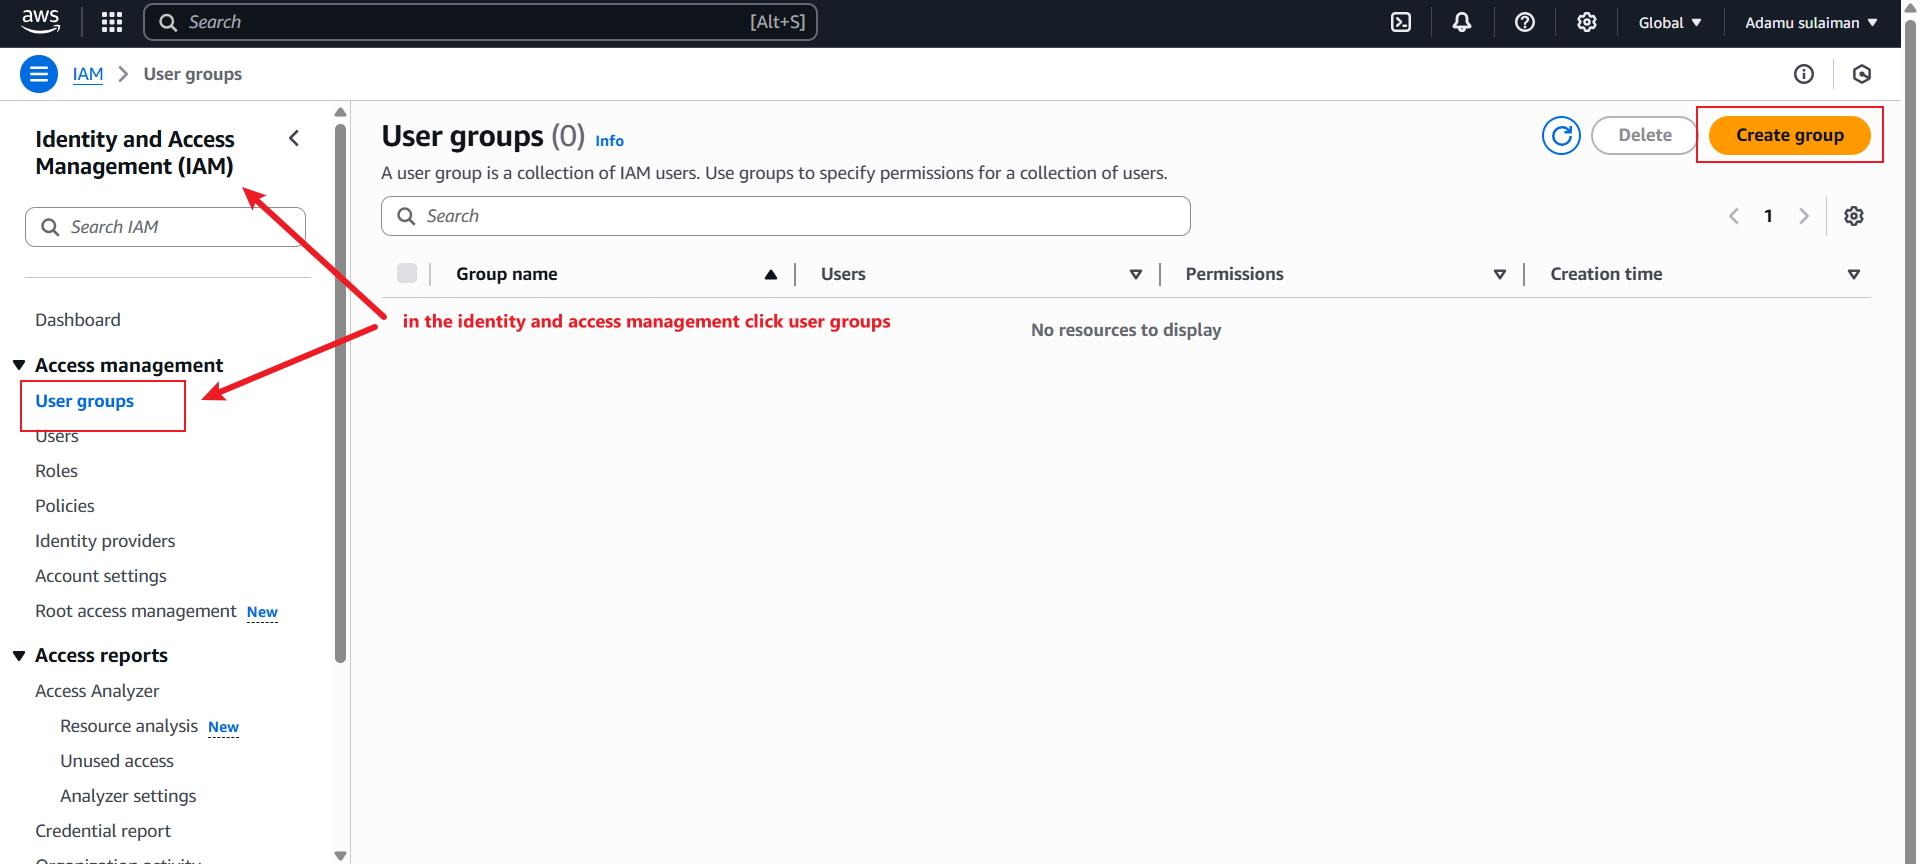 aws
Search
[Alt+S]
Global
Adamu sulaiman
IAM
User groups
Identity and Access
Management (IAM)
Search IAM
Dashboard
Access management
User groups
Users
Roles
Policies
Identity providers
Account settings
Root access management New
Access reports
Access Analyzer
Resource analysis New
Unused access
Analyzer settings
Credential report
Organization activity
User groups (0) Info
Delete
Create group
A user group is a collection of IAM users. Use groups to specify permissions for a collection of users.
Search
1
Group name
Users
Permissions
Creation time
in the identity and access management click user groups
No resources to display